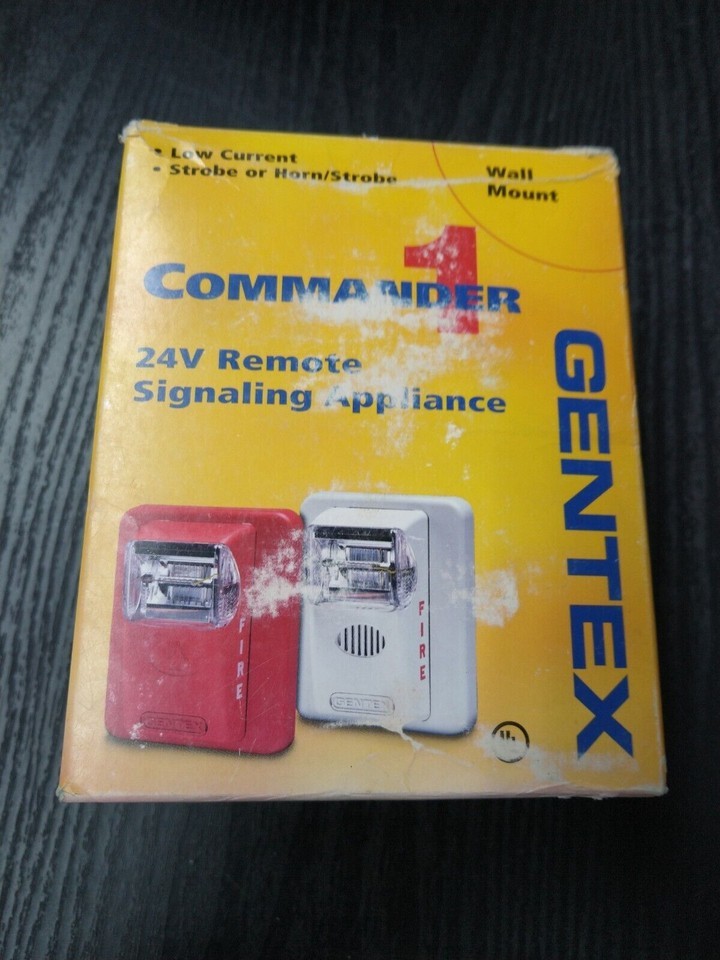 • Low Current
• Strobe or Horn/Strobe
Wall
Mount
1
COMMANDER
24V Remote
Signaling Appliance
GENTEX
FIRE
GENTEX
FIRE
GENTEX
UL